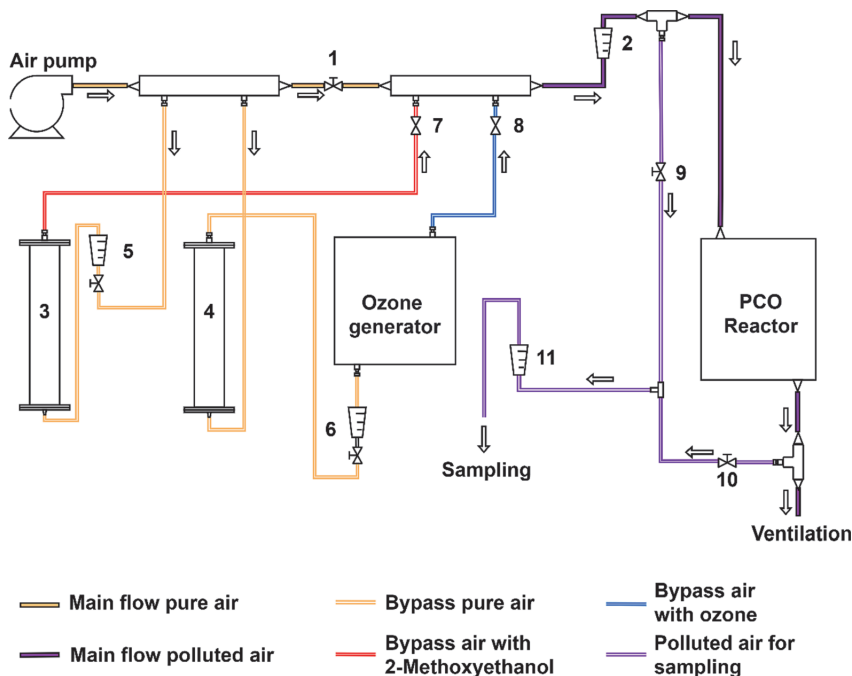 Air pump
1
2
7
8
9
3
5
4
Ozone
generator
PCO
Reactor
11
6
Sampling
10
Ventilation
Main flow pure air
Bypass pure air
Bypass air
with ozone
Main flow polluted air
Bypass air with
2-Methoxyethanol
Polluted air for
sampling